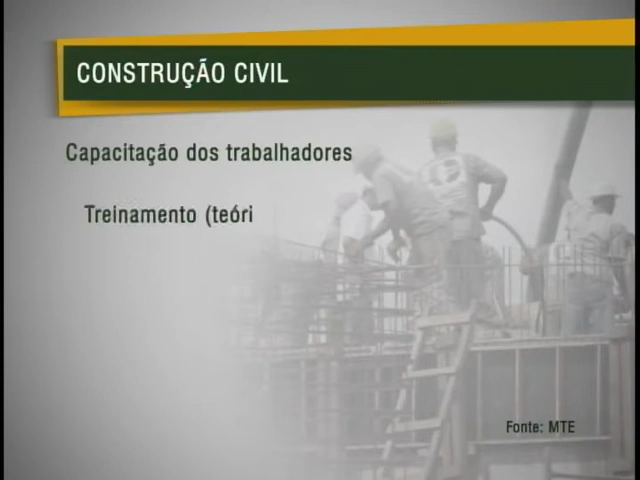 CONSTRUÇÃO CIVIL
Capacitação dos trabalhadores
Treinamento (teóri
Fonte: MTE